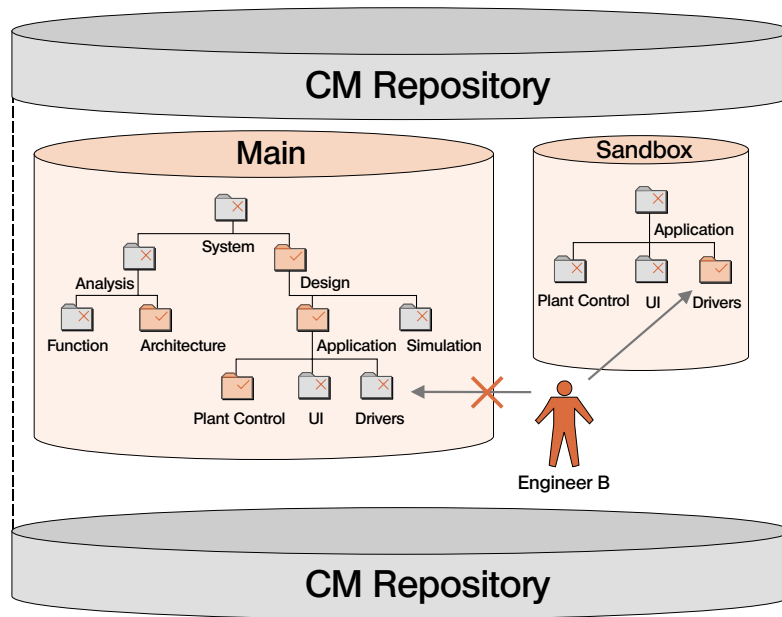 CM Repository
Main
Sandbox
System
Application
Analysis
Design
Plant Control
UI
Drivers
Function
Architecture
Application
Simulation
Plant Control
UI
Drivers
Engineer B
CM Repository